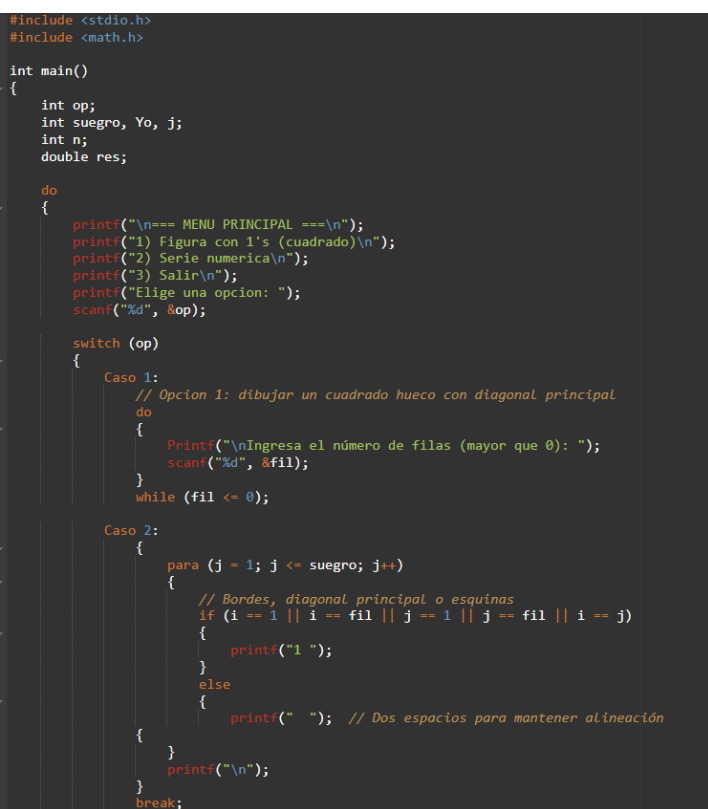 #include <stdio.h>
#include <math.h>
int main()
{
int op;
int suegro, Yo, j;
int n;
double res;
do
{
printf("\n=== MENU PRINCIPAL ===\n");
printf("1) Figura con 1's (cuadrado)\n");
printf("2) Serie numerica\n");
printf("3) Salir\n");
printf("Elige una opcion: ");
scanf("%d", &op);
switch (op)
{
Caso 1:
// Opcion 1: dibujar un cuadrado hueco con diagonal principal
do
{
Printf("\nIngresa el número de filas (mayor que 0): ");
scanf("%d", &fil);
}
while (fil <= 0);
Caso 2:
{
para (j = 1; j <= suegro; j++)
{
// Bordes, diagonal principal o esquinas
if (i == 1 || i == fil || j == 1 || j == fil || i == j)
{
printf("1 ");
}
else
{
printf("  ");  // Dos espacios para mantener alineación
{
}
printf("\n");
}
break;